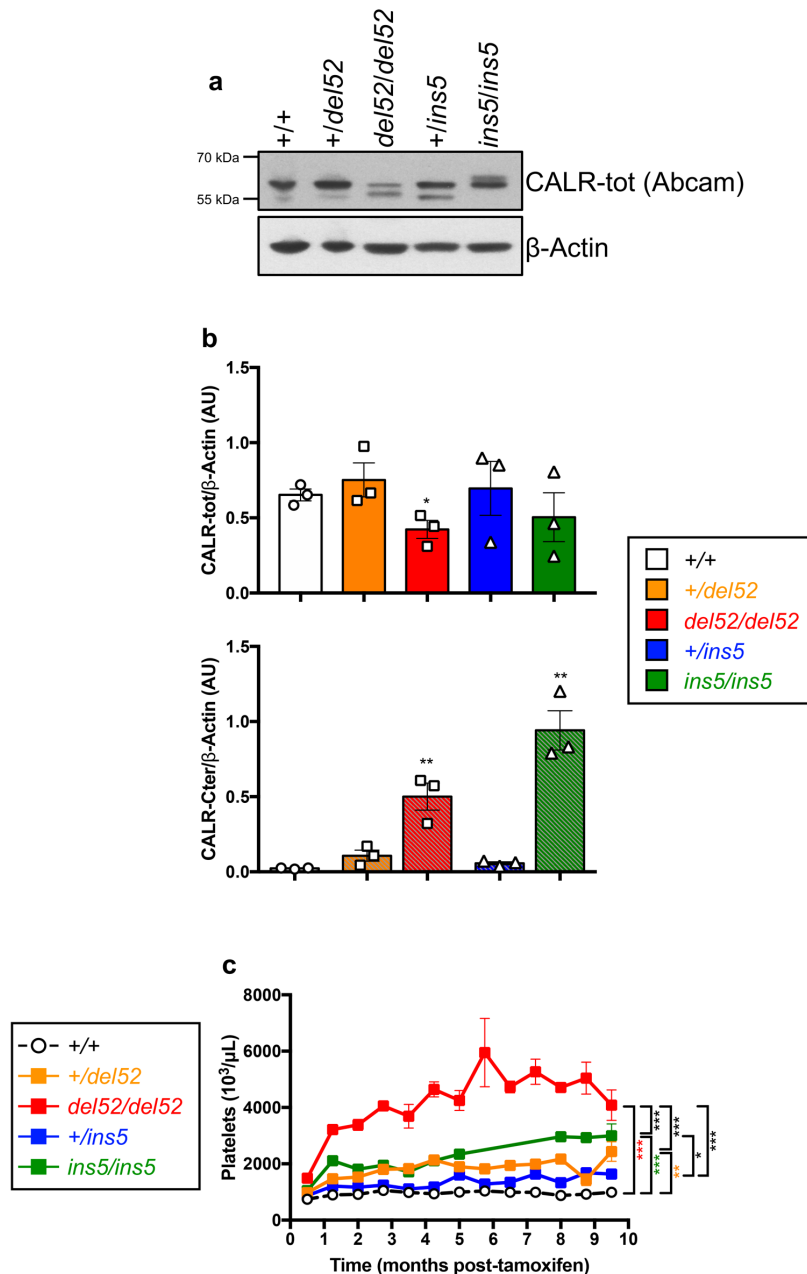 a
+/+
+/del52
del52/del52
+/ins5
ins5/ins5
70 kDa
55 kDa
CALR-tot (Abcam)
β-Actin
b
CALR-tot/β-Actin (AU)
1.5
1.0
0.5
0.0
*
+/+
+/del52
del52/del52
+/ins5
ins5/ins5
CALR-Cter/β-Actin (AU)
1.5
1.0
0.5
0.0
**
**
c
+/+
+/del52
del52/del52
+/ins5
ins5/ins5
Platelets (10³/µL)
8000
6000
4000
2000
0
0 1 2 3 4 5 6 7 8 9 10
Time (months post-tamoxifen)
***
***
***
***
***
**
*
***